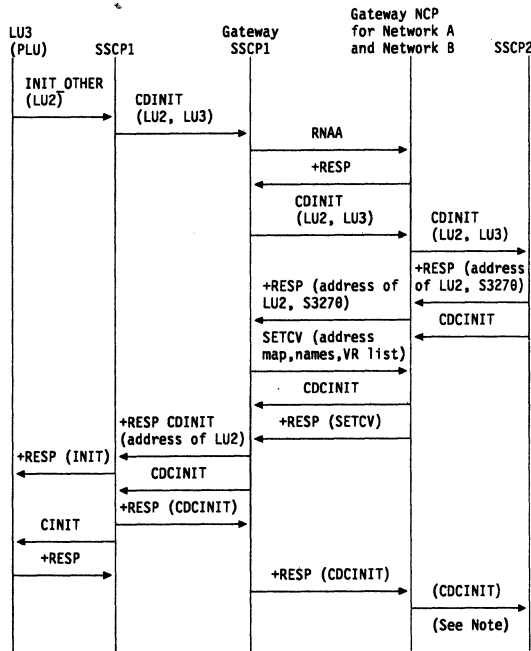 LU3
(PLU)
SSCP1
Gateway
SSCP1
Gateway NCP
for Network A
and Network B
SSCP2
INIT_OTHER
(LU2)
CDINIT
(LU2, LU3)
RNAA
+RESP
CDINIT
(LU2, LU3)
CDINIT
(LU2, LU3)
+RESP (address
of LU2, S3270)
+RESP (address of
LU2, S3270)
CDCINIT
SETCV (address
map,names,VR list)
CDCINIT
+RESP CDINIT
(address of LU2)
+RESP (SETCV)
+RESP (INIT)
CDCINIT
+RESP (CDCINIT)
CINIT
+RESP
+RESP (CDCINIT)
(CDCINIT)
(See Note)